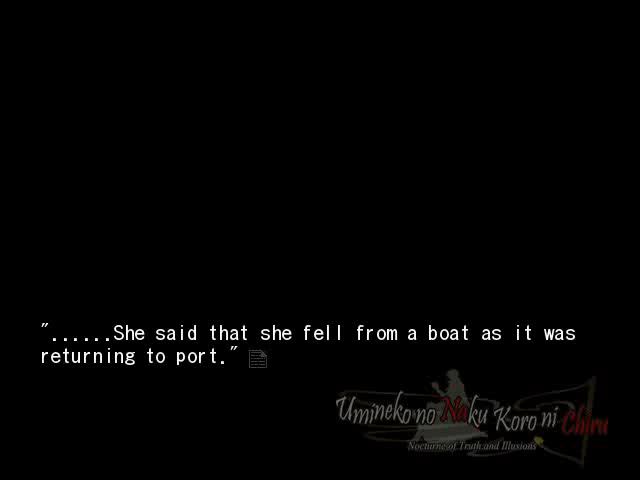 "......She said that she fell from a boat as it was
returning to port."
Umineko no Naku Koro ni Chiru
Nocturne of Truth and Illusions